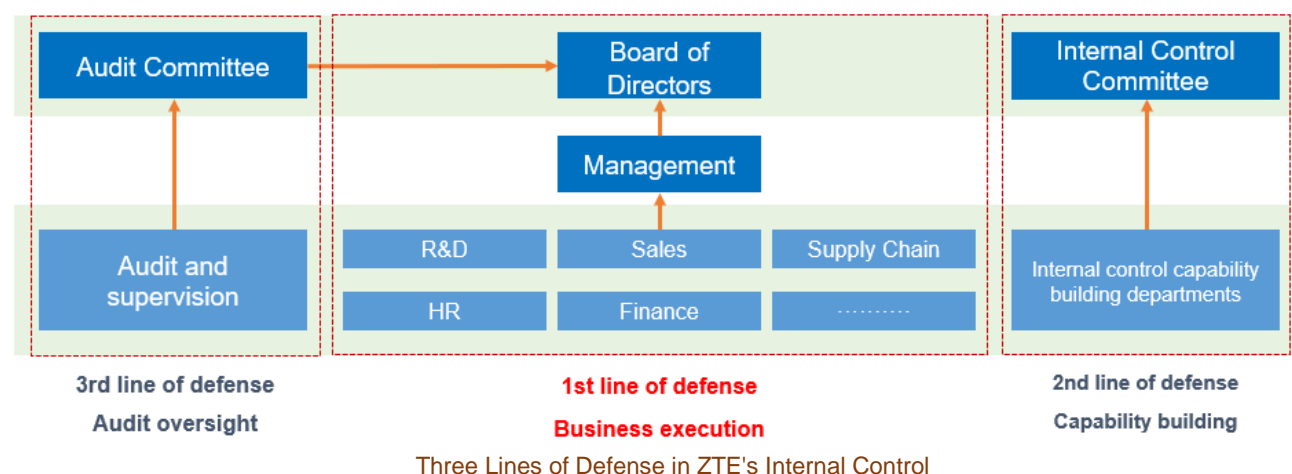 Audit Committee
Board of
Directors
Internal Control
Committee
Management
Audit and
supervision
R&D
Sales
Supply Chain
HR
Finance
..........
Internal control capability
building departments
3rd line of defense
Audit oversight
1st line of defense
Business execution
2nd line of defense
Capability building
Three Lines of Defense in ZTE's Internal Control